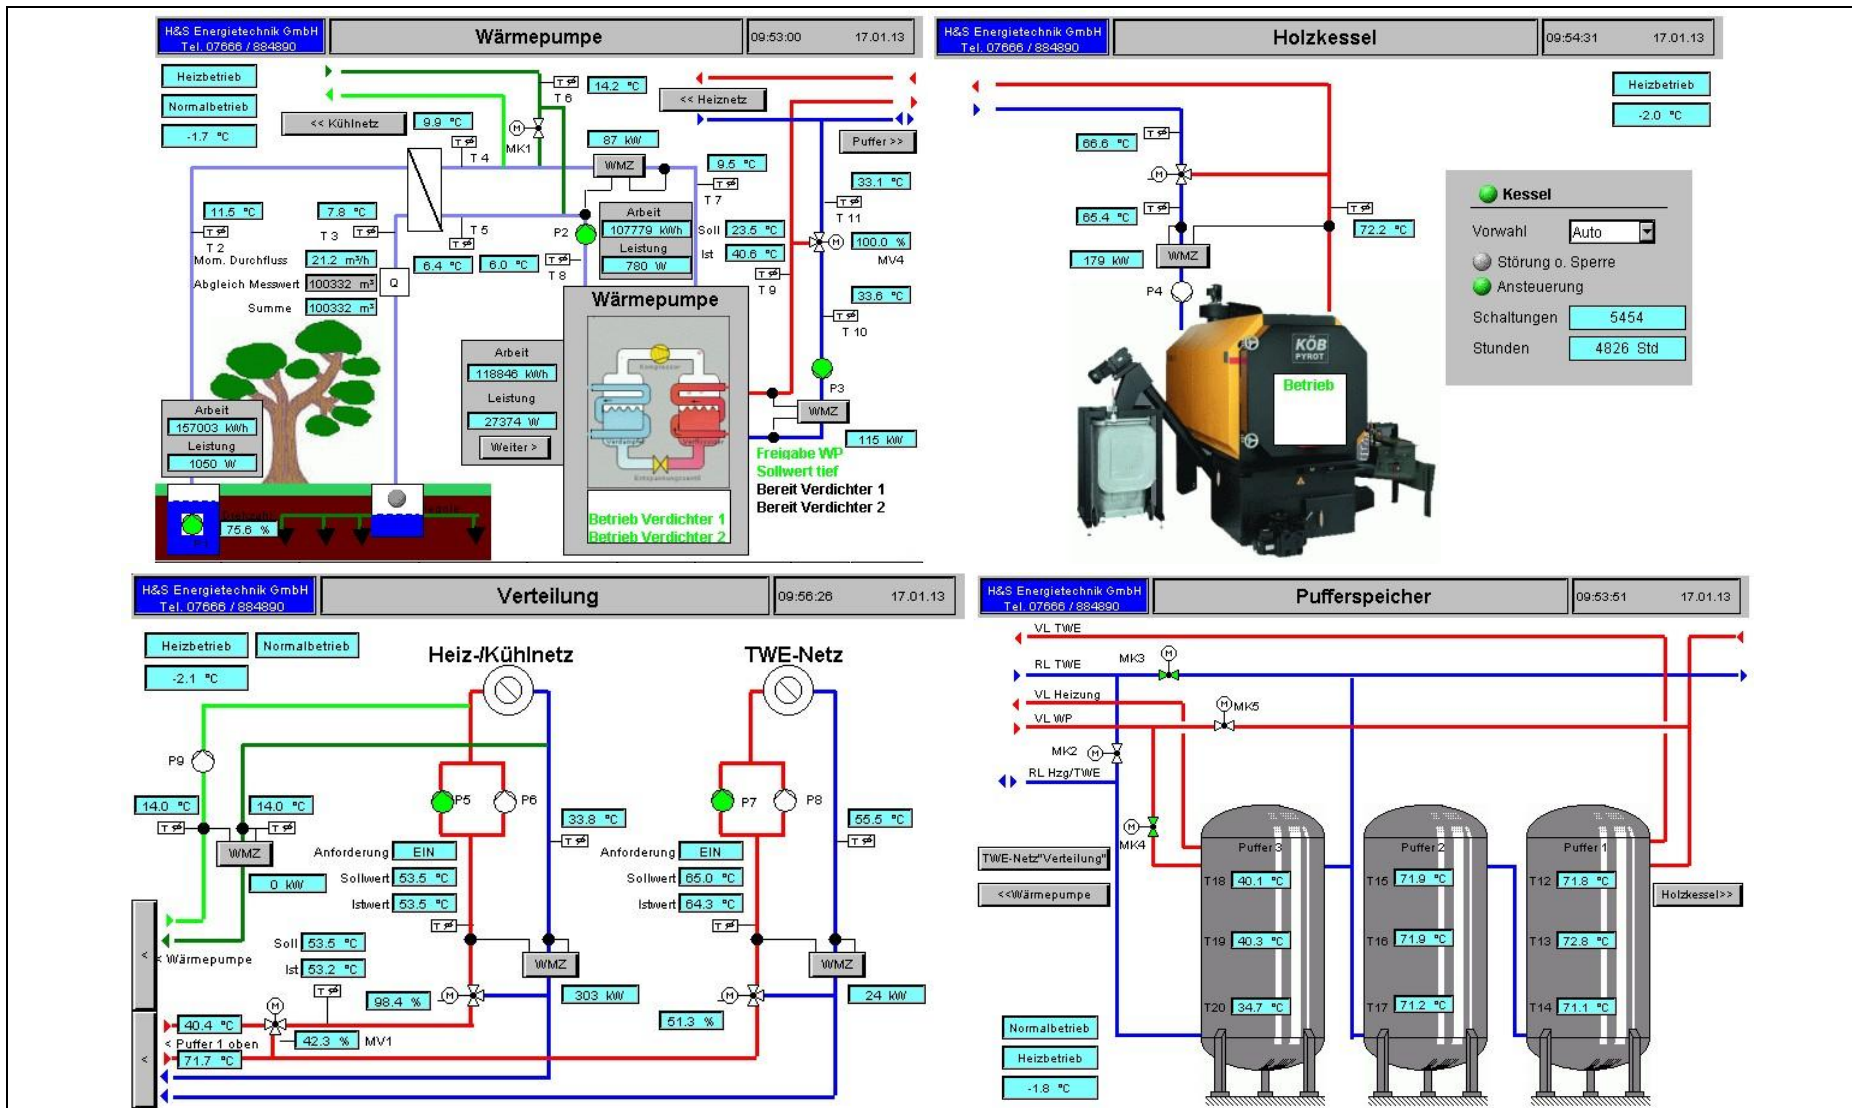 H&S Energietechnik GmbH
Tel. 07666 / 884890
Wärmepumpe
09:53:00
17.01.13
Heizbetrieb
Normalbetrieb
-1.7 °C
<< Kühlnetz
9.9 °C
T
T 4
T
T 6
14.2 °C
M
MK1
<< Heiznetz
Puffer >>
87 kW
WMZ
9.5 °C
T
T 7
33.1 °C
T
T 11
11.5 °C
T
T 2
7.8 °C
T
T 3
T
T 5
6.4 °C
6.0 °C
P2
T
T 8
Arbeit
107779 kWh
Leistung
780 W
Soll
23.5 °C
Ist
40.6 °C
T
T 9
M
100.0 %
MV4
Mom. Durchfluss
21.2 m³/h
Abgleich Messwert
100332 m³
Q
Summe
100332 m³
33.6 °C
T
T 10
Wärmepumpe
Kompressor
Verdampfer
Verflüssiger
Entspannungsventil
Arbeit
118846 kWh
Leistung
27374 W
Weiter >
P3
WMZ
115 kW
Arbeit
157003 kWh
Leistung
1050 W
75.6 %
Freigabe WP
Sollwert tief
Bereit Verdichter 1
Bereit Verdichter 2
Betrieb Verdichter 1
Betrieb Verdichter 2
H&S Energietechnik GmbH
Tel. 07666 / 884890
Holzkessel
09:54:31
17.01.13
Heizbetrieb
-2.0 °C
66.6 °C
T
M
65.4 °C
T
T
72.2 °C
179 kW
WMZ
P4
KÖB
PYROT
Betrieb
Kessel
Vorwahl
Auto
Störung o. Sperre
Ansteuerung
Schaltungen
5454
Stunden
4826 Std
H&S Energietechnik GmbH
Tel. 07666 / 884890
Verteilung
09:56:26
17.01.13
Heizbetrieb
Normalbetrieb
-2.1 °C
Heiz-/Kühlnetz
TWE-Netz
P9
14.0 °C
14.0 °C
T
T
WMZ
0 kW
P5
P6
P7
P8
33.8 °C
T
55.5 °C
T
Anforderung
EIN
Sollwert
53.5 °C
Istwert
53.5 °C
T
Anforderung
EIN
Sollwert
65.0 °C
Istwert
64.3 °C
T
<
< Wärmepumpe
Soll
53.5 °C
Ist
53.2 °C
T
WMZ
WMZ
98.4 %
M
303 kW
M
24 kW
51.3 %
M
40.4 °C
42.3 %
MV1
< Puffer 1 oben
71.7 °C
<
H&S Energietechnik GmbH
Tel. 07666 / 884890
Pufferspeicher
09:53:51
17.01.13
VL TWE
RL TWE
MK3
M
VL Heizung
VL WP
M
MK5
MK2
M
RL Hzg/TWE
M
MK4
TWE-Netz"Verteilung"
<<Wärmepumpe
Holzkessel>>
Puffer 3
Puffer 2
Puffer 1
T18
40.1 °C
T15
71.9 °C
T12
71.8 °C
T19
40.3 °C
T16
71.9 °C
T13
72.8 °C
T20
34.7 °C
T17
71.2 °C
T14
71.1 °C
Normalbetrieb
Heizbetrieb
-1.8 °C